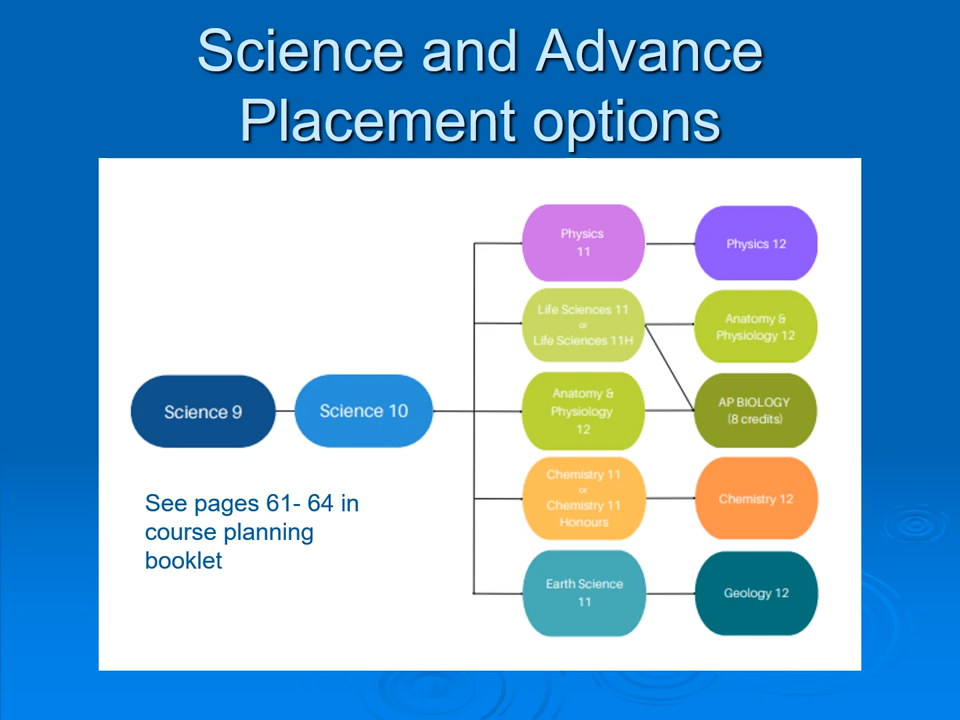 Science and Advance
Placement options
Science 9
Science 10
See pages 61- 64 in
course planning
booklet
Physics
11
Physics 12
Life Sciences 11
or
Life Sciences 11H
Anatomy &
Physiology 12
Anatomy &
Physiology
12
AP BIOLOGY
(8 credits)
Chemistry 11
or
Chemistry 11
Honours
Chemistry 12
Earth Science
11
Geology 12